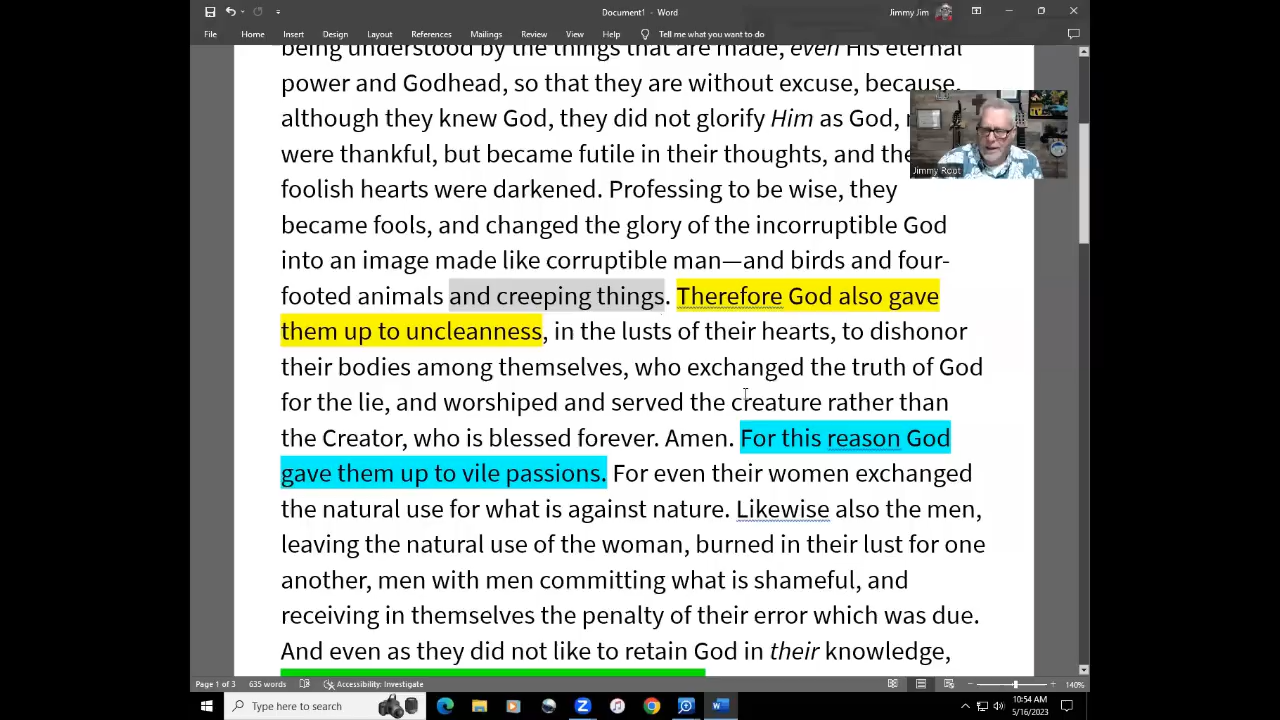 Document1 - Word
Jimmy Jim
File Home Insert Draw Design Layout References Mailings Review View Help Tell me what you want to do
being understood by the things that are made, even His eternal
power and Godhead, so that they are without excuse, because,
although they knew God, they did not glorify Him as God,
were thankful, but became futile in their thoughts, and
foolish hearts were darkened. Professing to be wise, they
became fools, and changed the glory of the incorruptible God
into an image made like corruptible man—and birds and four-
footed animals and creeping things. Therefore God also gave
them up to uncleanness, in the lusts of their hearts, to dishonor
their bodies among themselves, who exchanged the truth of God
for the lie, and worshiped and served the creature rather than
the Creator, who is blessed forever. Amen. For this reason God
gave them up to vile passions. For even their women exchanged
the natural use for what is against nature. Likewise also the men,
leaving the natural use of the woman, burned in their lust for one
another, men with men committing what is shameful, and
receiving in themselves the penalty of their error which was due.
And even as they did not like to retain God in their knowledge,
Jimmy Root
Page 1 of 3 635 words Accessibility: Investigate 140%
Type here to search
10:54 AM
5/16/2023